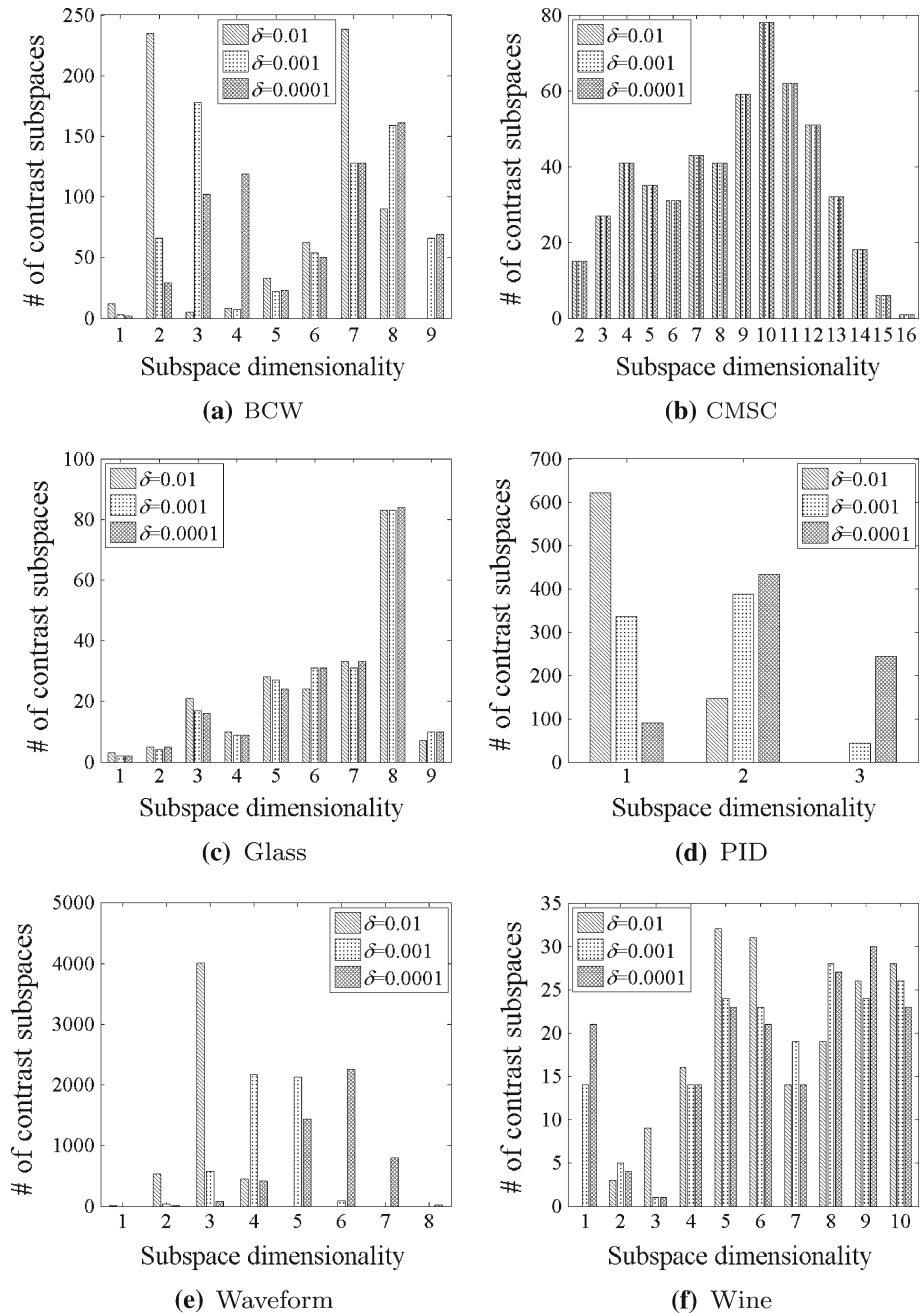 250
200
150
100
50
0
# of contrast subspaces
δ=0.01
δ=0.001
δ=0.0001
1 2 3 4 5 6 7 8 9
Subspace dimensionality
(a) BCW
80
60
40
20
0
# of contrast subspaces
δ=0.01
δ=0.001
δ=0.0001
2 3 4 5 6 7 8 9 10 11 12 13 14 15 16
Subspace dimensionality
(b) CMSC
100
80
60
40
20
0
# of contrast subspaces
δ=0.01
δ=0.001
δ=0.0001
1 2 3 4 5 6 7 8 9
Subspace dimensionality
(c) Glass
700
600
500
400
300
200
100
0
# of contrast subspaces
δ=0.01
δ=0.001
δ=0.0001
1 2 3
Subspace dimensionality
(d) PID
5000
4000
3000
2000
1000
0
# of contrast subspaces
δ=0.01
δ=0.001
δ=0.0001
1 2 3 4 5 6 7 8
Subspace dimensionality
(e) Waveform
35
30
25
20
15
10
5
0
# of contrast subspaces
δ=0.01
δ=0.001
δ=0.0001
1 2 3 4 5 6 7 8 9 10
Subspace dimensionality
(f) Wine